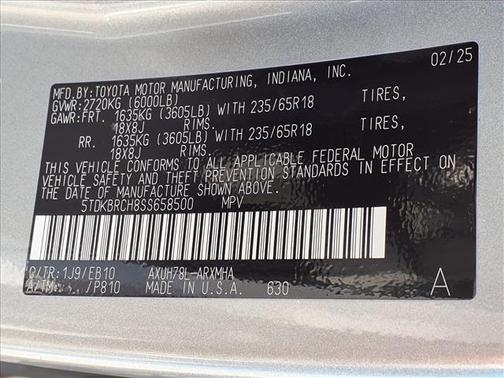 MFD.BY:TOYOTA MOTOR MANUFACTURING, INDIANA, INC. 02/25
GVWR:2720KG (6000LB)
GAWR:FRT. 1635KG (3605LB) WITH 235/65R18 TIRES,
18X8J RIMS.
RR. 1635KG (3605LB) WITH 235/65R18 TIRES,
18X8J RIMS.
THIS VEHICLE CONFORMS TO ALL APPLICABLE FEDERAL MOTOR
VEHICLE SAFETY AND THEFT PREVENTION STANDARDS IN EFFECT ON
THE DATE OF MANUFACTURE SHOWN ABOVE.
5TDKBRCH8SS658500 MPV
C/TR:1J9/EB10 AXUH78L-ARXMHA
A/TM: /P810 MADE IN U.S.A. 630 A